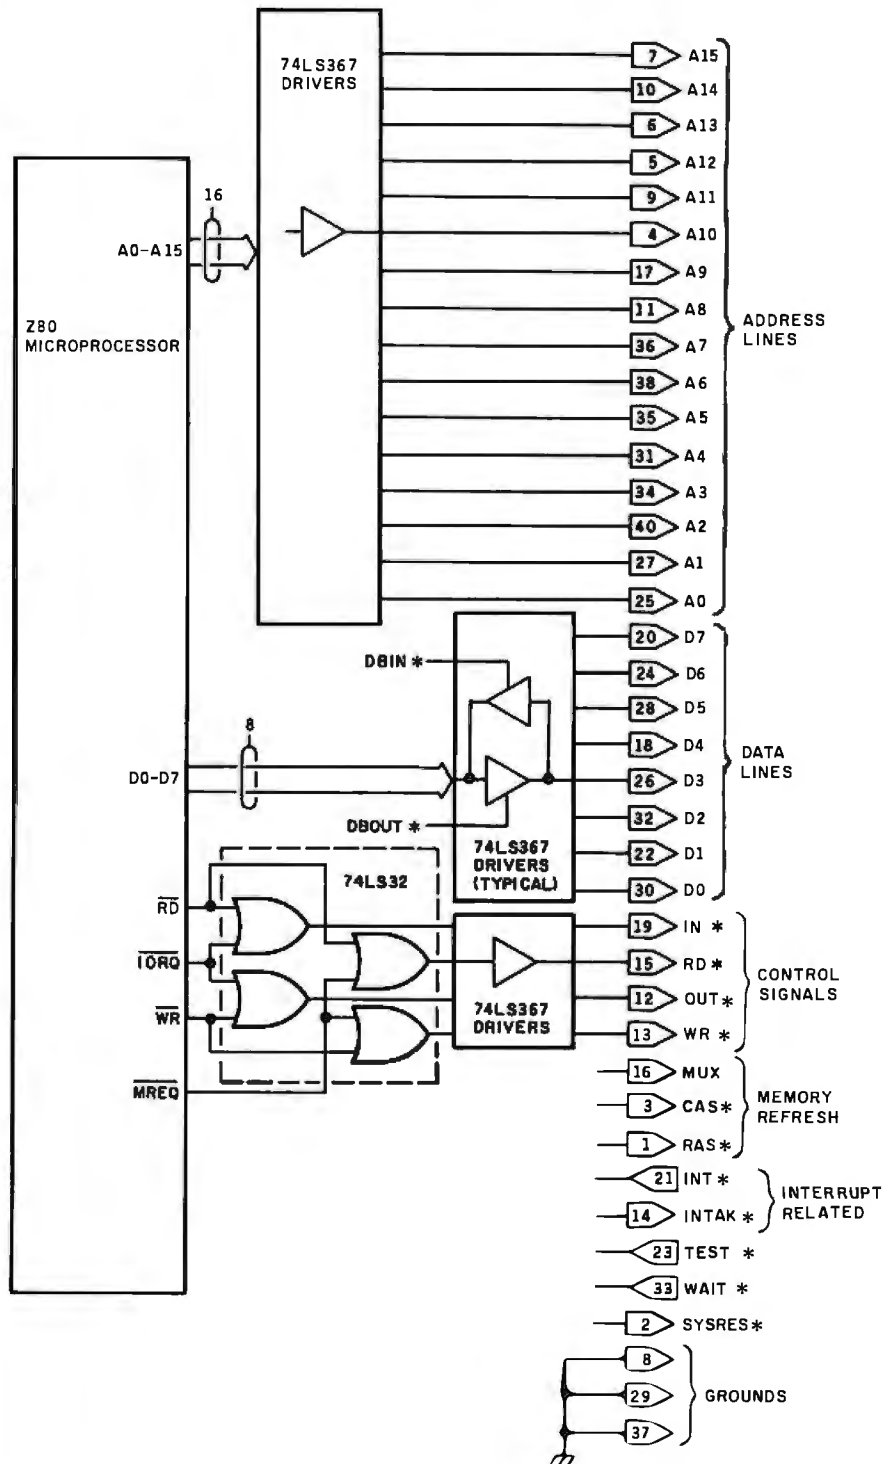 74LS367
DRIVERS
7 A15
10 A14
6 A13
5 A12
9 A11
4 A10
17 A9
11 A8
36 A7
38 A6
35 A5
31 A4
34 A3
40 A2
27 A1
25 A0
ADDRESS
LINES
16
A0-A15
Z80
MICROPROCESSOR
20 D7
24 D6
28 D5
18 D4
26 D3
32 D2
22 D1
30 D0
DATA
LINES
DBIN *
8
D0-D7
DBOUT *
74LS367
DRIVERS
(TYPICAL)
74LS32
RD
IORQ
WR
MREQ
74LS367
DRIVERS
19 IN *
15 RD *
12 OUT *
13 WR *
CONTROL
SIGNALS
16 MUX
3 CAS *
1 RAS *
MEMORY
REFRESH
21 INT *
14 INTAK *
INTERRUPT
RELATED
23 TEST *
33 WAIT *
2 SYSRES *
8
29
37
GROUNDS